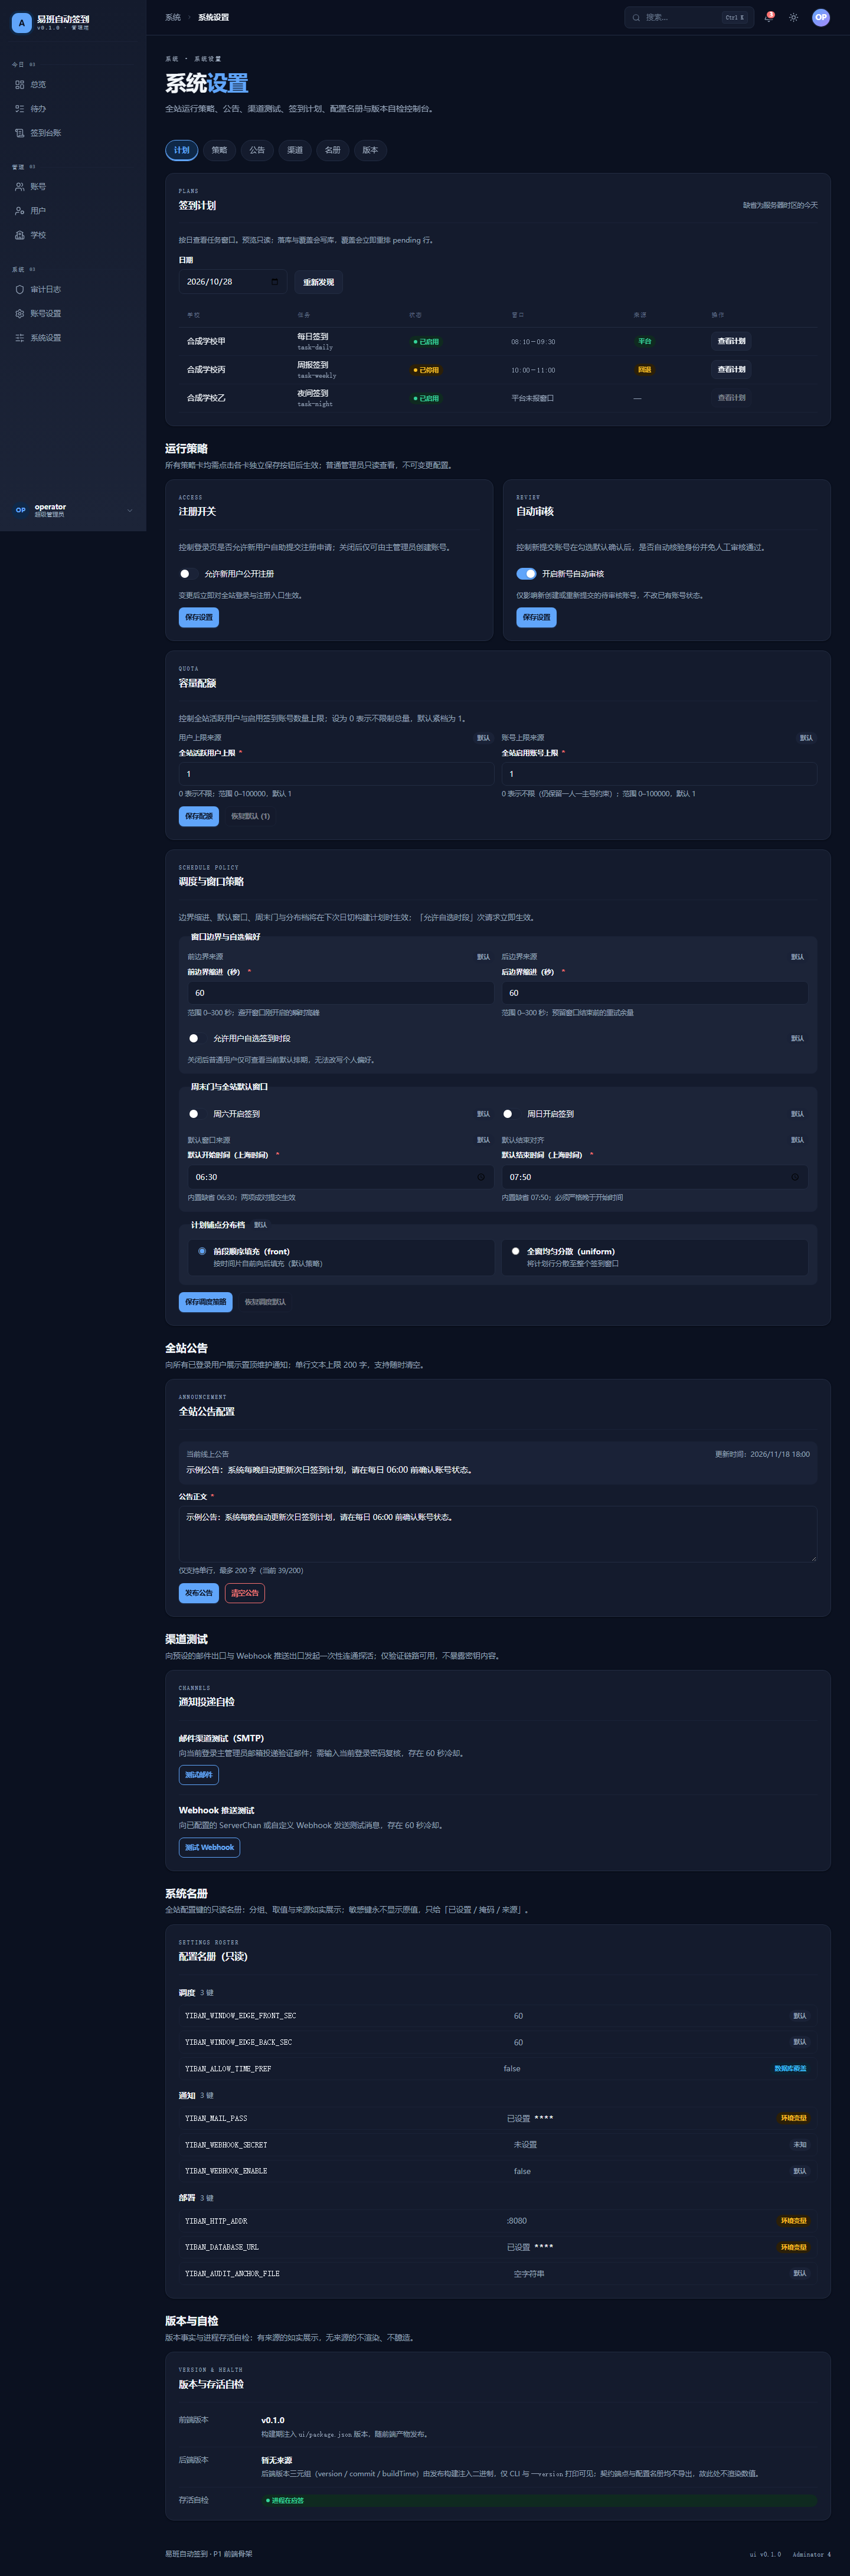 A
易班自动签到
v0.1.0 · 管理馆
系统
系统设置
搜索...
Ctrl K
OP
今日 03
总览
待办
签到台账
管理 03
账号
用户
学校
系统 03
审计日志
账号设置
系统设置
OP
operator
超级管理员
系统 · 系统设置
系统设置
全站运行策略、公告、渠道测试、签到计划、配置名册与版本自检控制台。
计划
策略
公告
渠道
名册
版本
PLANS
签到计划
缺省为服务器时区的今天
按日查看任务窗口。预览只读；落库与覆盖会写库，覆盖会立即重排 pending 行。
日期
2026/10/28
重新发现
学校 任务 状态 窗口 来源 操作
合成学校甲 每日签到 已启用 08:10–09:30 平台 查看计划
task-daily
合成学校丙 周报签到 已停用 10:00–11:00 回退 查看计划
task-weekly
合成学校乙 夜间签到 已启用 平台未报窗口 — 查看计划
task-night
运行策略
所有策略卡均需点击各卡独立保存按钮后生效；普通管理员只读查看，不可变更配置。
ACCESS
注册开关
控制登录页是否允许新用户自助提交注册申请；关闭后仅可由主管理员创建账号。
允许新用户公开注册
变更后立即对全站登录与注册入口生效。
保存设置
REVIEW
自动审核
控制新提交账号在勾选默认确认后，是否自动核验身份并免人工审核通过。
开启新号自动审核
仅影响新创建或重新提交的待审核账号，不改已有账号状态。
保存设置
QUOTA
容量配额
控制全站活跃用户与启用签到账号数量上限；设为 0 表示不限制总量，默认紧档为 1。
用户上限来源 默认
全站活跃用户上限 *
1
0 表示不限；范围 0–100000，默认 1
账号上限来源 默认
全站启用账号上限 *
1
0 表示不限（仍保留一人一主号约束）；范围 0–100000，默认 1
保存配额
恢复默认 (1)
SCHEDULE POLICY
调度与窗口策略
边界缩进、默认窗口、周末门与分布档将在下次日切构建计划时生效；「允许自选时段」次请求立即生效。
窗口边界与自选偏好
前边界来源 默认
前边界缩进（秒） *
60
范围 0–300 秒；避开窗口刚开启的瞬时高峰
后边界来源 默认
后边界缩进（秒） *
60
范围 0–300 秒；预留窗口结束前的重试余量
允许用户自选签到时段 默认
关闭后普通用户仅可查看当前默认排期，无法改写个人偏好。
周末门与全站默认窗口
周六开启签到 默认
周日开启签到 默认
默认窗口来源 默认
默认开始时间（上海时间） *
06:30
内置缺省 06:30；两项成对提交生效
默认结束对齐 默认
默认结束时间（上海时间） *
07:50
内置缺省 07:50；必须严格晚于开始时间
计划铺点分布档 默认
前段顺序填充（front）
按时间片自前向后填充（默认策略）
全窗均匀分散（uniform）
将计划行分散至整个签到窗口
保存调度策略
恢复调度默认
全站公告
向所有已登录用户展示置顶维护通知；单行文本上限 200 字，支持随时清空。
ANNOUNCEMENT
全站公告配置
当前线上公告
更新时间：2026/11/18 18:00
示例公告：系统每晚自动更新次日签到计划，请在每日 06:00 前确认账号状态。
公告正文 *
示例公告：系统每晚自动更新次日签到计划，请在每日 06:00 前确认账号状态。
仅支持单行，最多 200 字（当前 39/200）
发布公告
清空公告
渠道测试
向预设的邮件出口与 Webhook 推送出口发起一次性连通探活；仅验证链路可用，不暴露密钥内容。
CHANNELS
通知投递自检
邮件渠道测试（SMTP）
向当前登录主管理员邮箱投递验证邮件；需输入当前登录密码复核，存在 60 秒冷却。
测试邮件
Webhook 推送测试
向已配置的 ServerChan 或自定义 Webhook 发送测试消息，存在 60 秒冷却。
测试 Webhook
系统名册
全站配置键的只读名册：分组、取值与来源如实展示；敏感键永不显示原值，只给「已设置 / 掩码 / 来源」。
SETTINGS ROSTER
配置名册（只读）
调度 3 键
YIBAN_WINDOW_EDGE_FRONT_SEC 60 默认
YIBAN_WINDOW_EDGE_BACK_SEC 60 默认
YIBAN_ALLOW_TIME_PREF false 数据库覆盖
通知 3 键
YIBAN_MAIL_PASS 已设置 **** 环境变量
YIBAN_WEBHOOK_SECRET 未设置 未知
YIBAN_WEBHOOK_ENABLE false 默认
部署 3 键
YIBAN_HTTP_ADDR :8080 环境变量
YIBAN_DATABASE_URL 已设置 **** 环境变量
YIBAN_AUDIT_ANCHOR_FILE 空字符串 默认
版本与自检
版本事实与进程存活自检：有来源的如实展示，无来源的不渲染、不臆造。
VERSION & HEALTH
版本与存活自检
前端版本 v0.1.0
构建期注入 ui/package.json 版本，随前端产物发布。
后端版本 暂无来源
后端版本三元组（version / commit / buildTime）由发布构建注入二进制，仅 CLI 与 --version 打印可见；契约端点与配置名册均不导出，故此处不渲染数值。
存活自检 进程在应答
易班自动签到 · P1 前端骨架
ui v0.1.0 Adminator 4